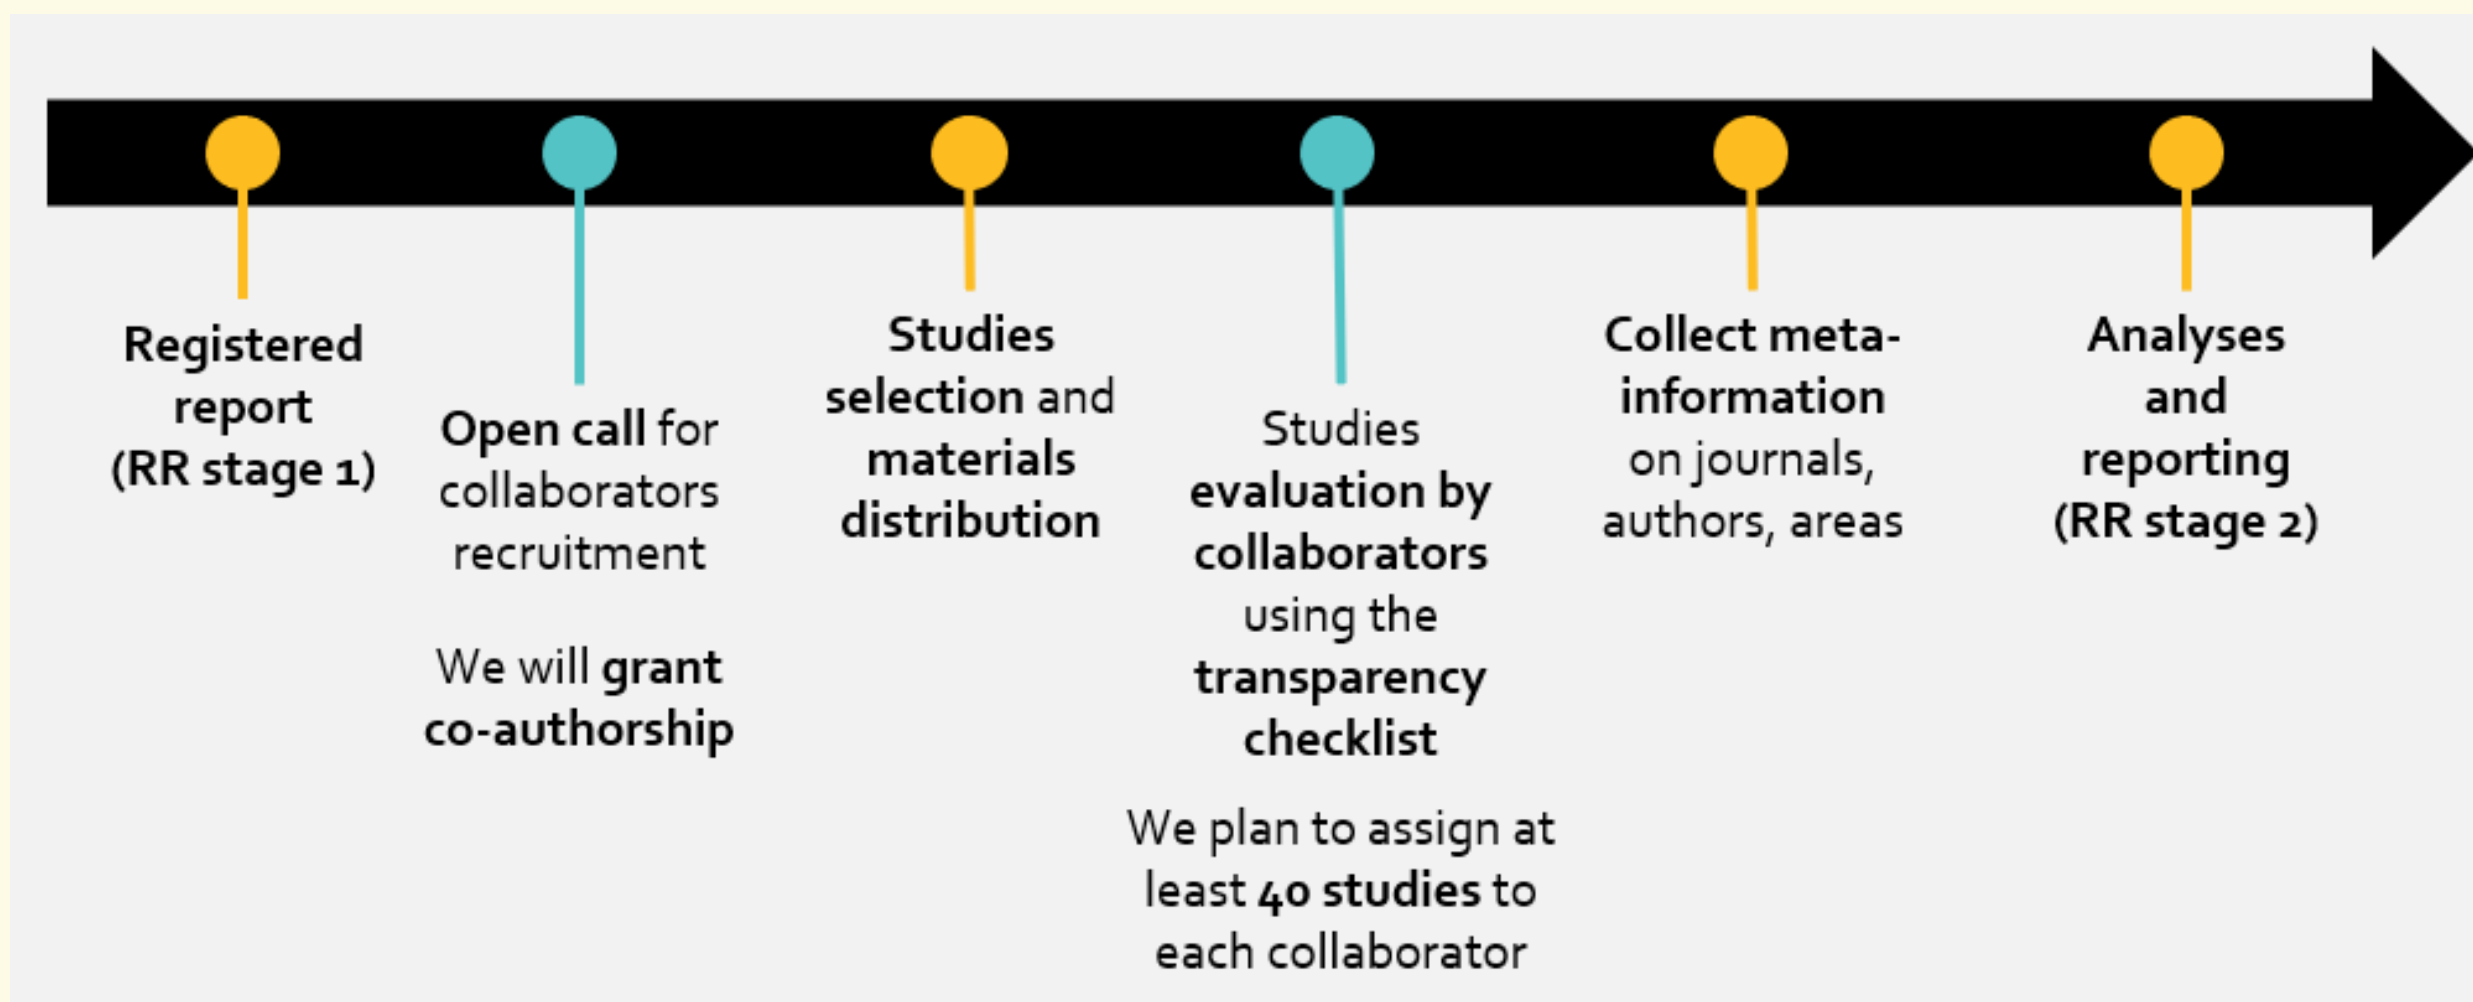 Registered
report
(RR stage 1)
Open call for
collaborators
recruitment
We will grant
co-authorship
Studies
selection and
materials
distribution
Studies
evaluation by
collaborators
using the
transparency
checklist
We plan to assign at
least 40 studies to
each collaborator
Collect meta-
information
on journals,
authors, areas
Analyses
and
reporting
(RR stage 2)